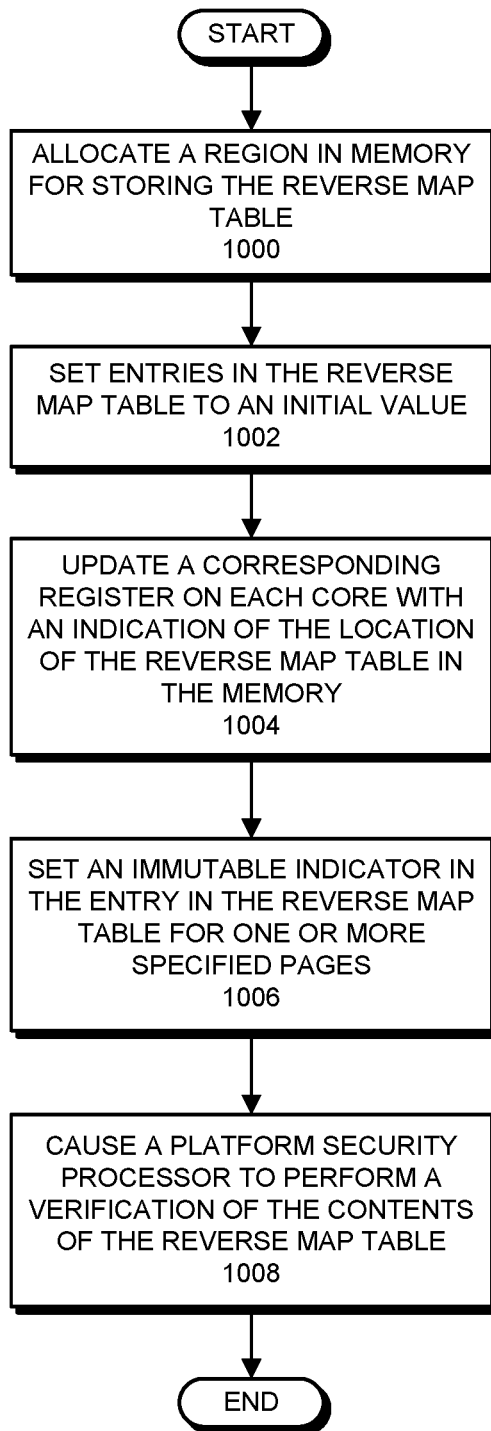 START
ALLOCATE A REGION IN MEMORY
FOR STORING THE REVERSE MAP
TABLE
1000
SET ENTRIES IN THE REVERSE
MAP TABLE TO AN INITIAL VALUE
1002
UPDATE A CORRESPONDING
REGISTER ON EACH CORE WITH
AN INDICATION OF THE LOCATION
OF THE REVERSE MAP TABLE IN
THE MEMORY
1004
SET AN IMMUTABLE INDICATOR IN
THE ENTRY IN THE REVERSE MAP
TABLE FOR ONE OR MORE
SPECIFIED PAGES
1006
CAUSE A PLATFORM SECURITY
PROCESSOR TO PERFORM A
VERIFICATION OF THE CONTENTS
OF THE REVERSE MAP TABLE
1008
END